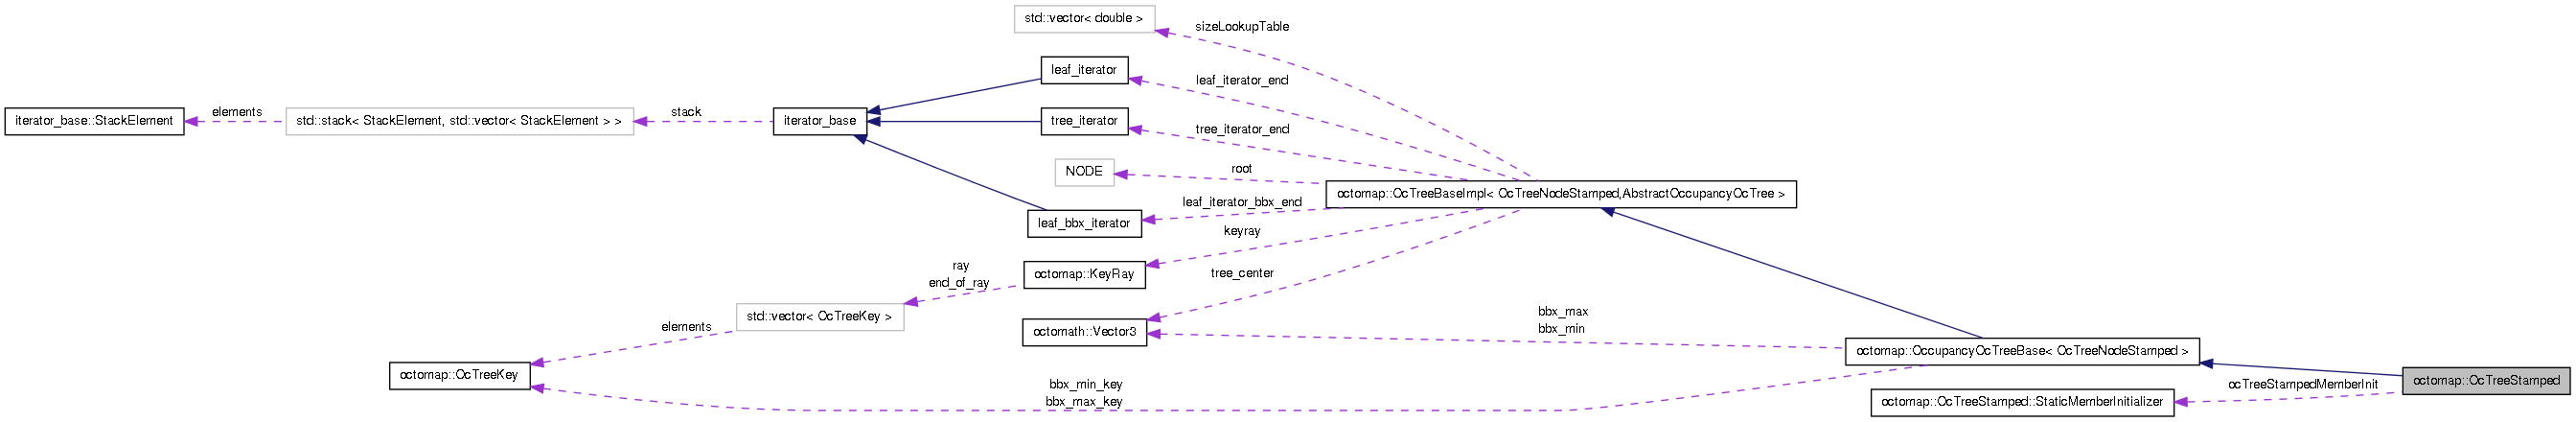 std::vector< double >
sizeLookupTable
leaf_iterator
leaf_iterator_end
iterator_base::StackElement
elements
std::stack< StackElement, std::vector< StackElement > >
stack
iterator_base
tree_iterator
tree_iterator_end
NODE
root
octomap::OcTreeBaseImpl< OcTreeNodeStamped,AbstractOccupancyOcTree >
leaf_bbx_iterator
leaf_iterator_bbx_end
keyray
octomap::KeyRay
ray
end_of_ray
tree_center
std::vector< OcTreeKey >
elements
octomath::Vector3
bbx_max
bbx_min
octomap::OccupancyOcTreeBase< OcTreeNodeStamped >
octomap::OcTreeKey
bbx_min_key
bbx_max_key
ocTreeStampedMemberInit
octomap::OcTreeStamped
octomap::OcTreeStamped::StaticMemberInitializer